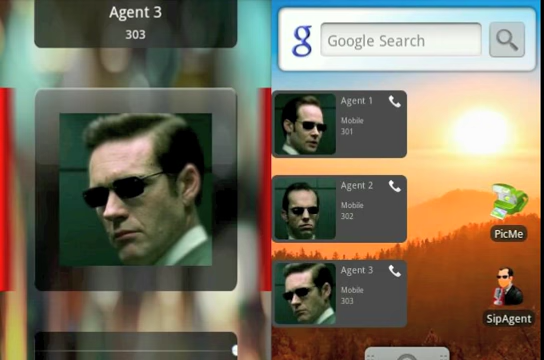 Agent 3
303
g
Google Search
Agent 1
Mobile
301
Agent 2
Mobile
302
Agent 3
Mobile
303
PicMe
SipAgent